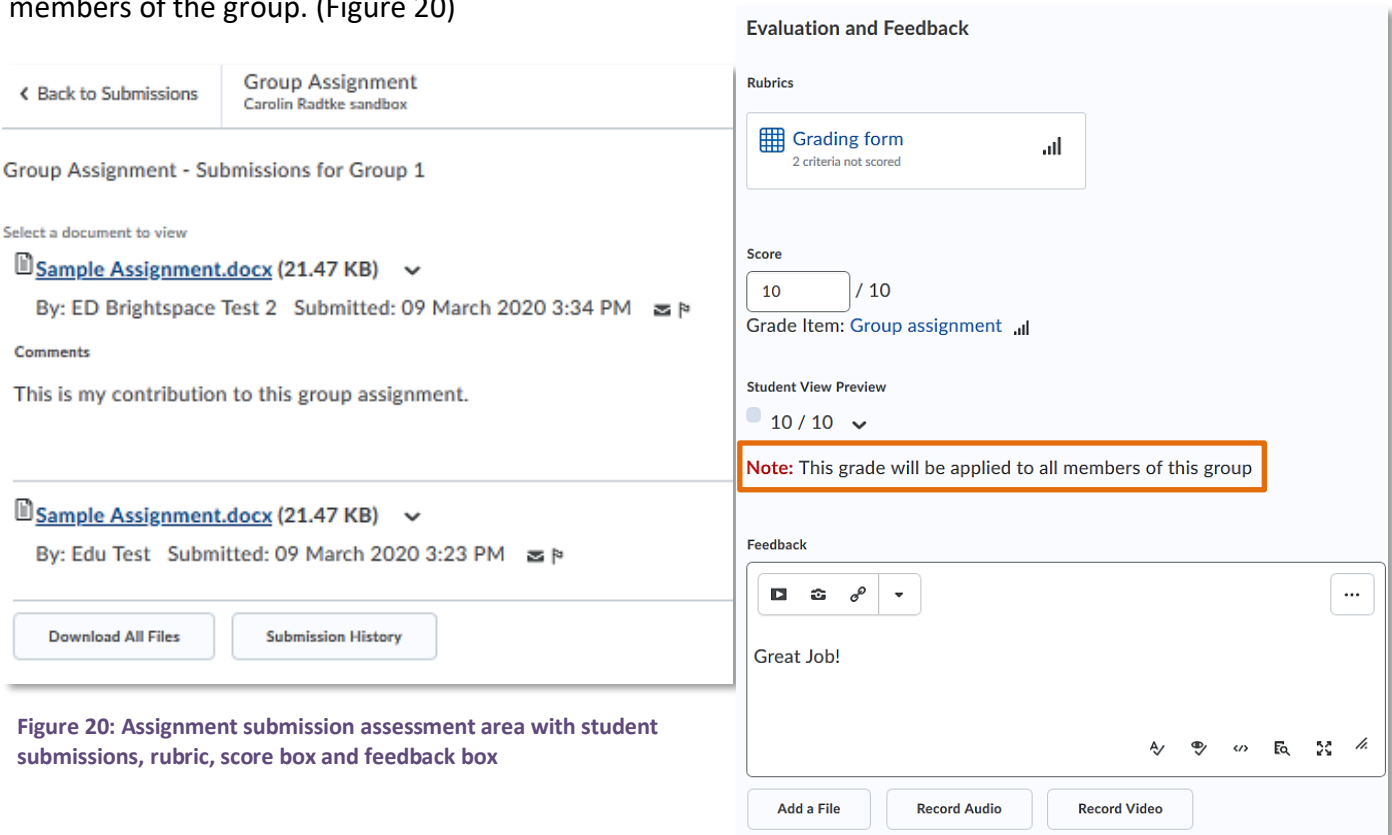 members of the group. (Figure 20)
Back to Submissions
Group Assignment
Carolin Radtke sandbox
Group Assignment - Submissions for Group 1
Select a document to view
Sample Assignment.docx (21.47 KB)
By: ED Brightspace Test 2 Submitted: 09 March 2020 3:34 PM
Comments
This is my contribution to this group assignment.
Sample Assignment.docx (21.47 KB)
By: Edu Test Submitted: 09 March 2020 3:23 PM
Download All Files Submission History
Figure 20: Assignment submission assessment area with student
submissions, rubric, score box and feedback box
Evaluation and Feedback
Rubrics
Grading form
2 criteria not scored
Score
10 / 10
Grade Item: Group assignment
Student View Preview
10 / 10
Note: This grade will be applied to all members of this group
Feedback
Great Job!
Add a File Record Audio Record Video